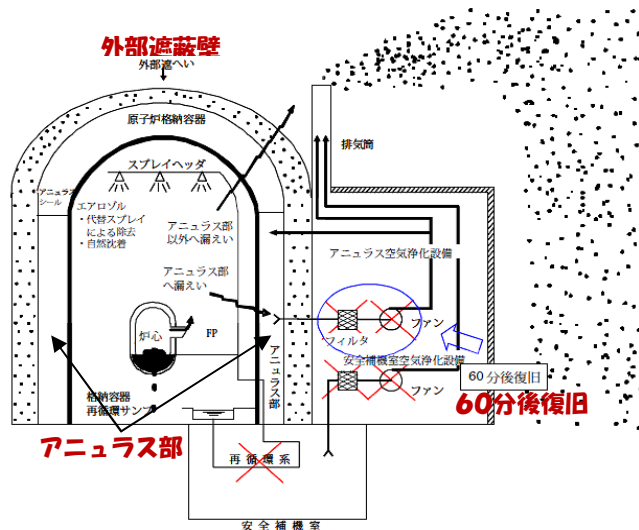 外部遮蔽壁
外部遮へい
原子炉格納容器
スプレイヘッダ
排気筒
アニュラス
シール
エアロゾル
・代替スプレイ
による除去
・自然沈着
アニュラス部
以外へ漏えい
アニュラス空気浄化設備
アニュラス部
へ漏えい
炉心
FP
フィルタ
ファン
安全補機室空気浄化設備
アニュラス部
60分後復旧
ファン
60分後復旧
格納容器
再循環サンプ
アニュラス部
再循環系
安全補機室